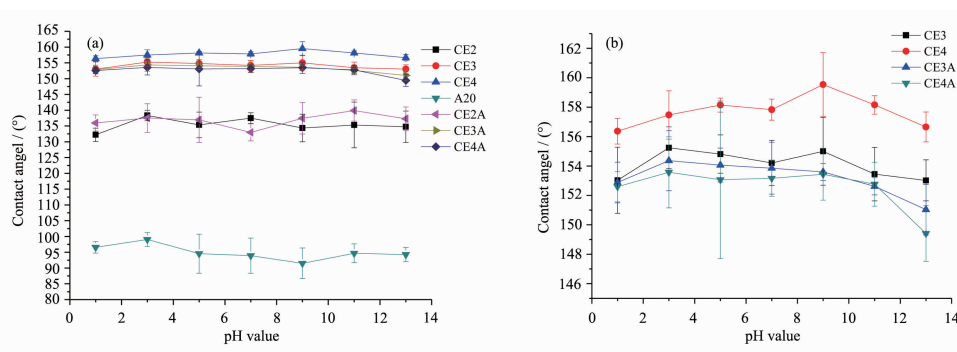 (a)
Contact angel / (°)
165
160
155
150
145
140
135
130
125
120
115
110
105
100
95
90
85
80
0 2 4 6 8 10 12 14
pH value
CE2
CE3
CE4
A20
CE2A
CE3A
CE4A
(b)
Contact angel / (°)
162
160
158
156
154
152
150
148
146
0 2 4 6 8 10 12 14
pH value
CE3
CE4
CE3A
CE4A